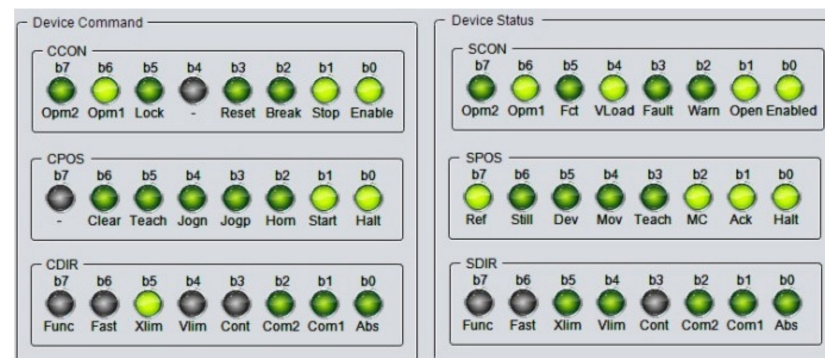 Device Command
CCON
b7 b6 b5 b4 b3 b2 b1 b0
Opm2 Opm1 Lock - Reset Break Stop Enable
CPOS
b7 b6 b5 b4 b3 b2 b1 b0
- Clear Teach Jogn Jogp Hom Start Halt
CDIR
b7 b6 b5 b4 b3 b2 b1 b0
Func Fast Xlim Vlim Cont Com2 Com1 Abs
Device Status
SCON
b7 b6 b5 b4 b3 b2 b1 b0
Opm2 Opm1 Fct VLoad Fault Warn Open Enabled
SPOS
b7 b6 b5 b4 b3 b2 b1 b0
Ref Still Dev Mov Teach MC Ack Halt
SDIR
b7 b6 b5 b4 b3 b2 b1 b0
Func Fast Xlim Vlim Cont Com2 Com1 Abs